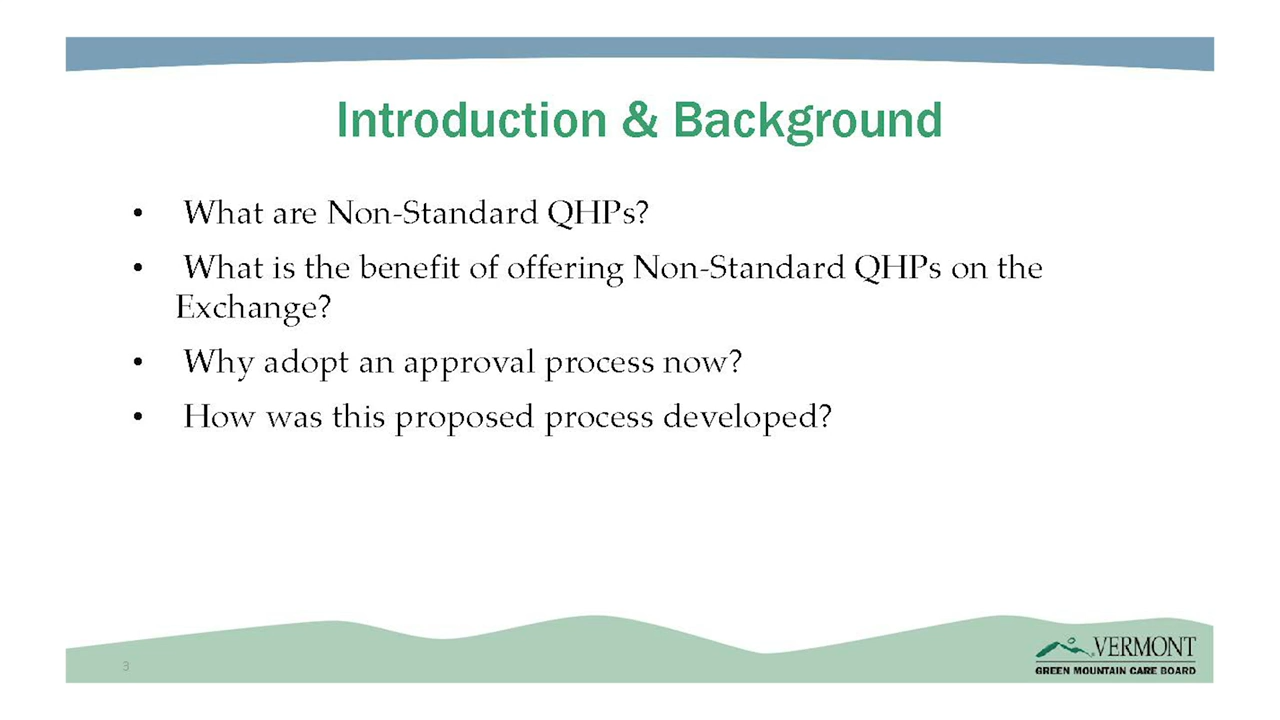 Introduction & Background
• What are Non-Standard QHPs?
• What is the benefit of offering Non-Standard QHPs on the
Exchange?
• Why adopt an approval process now?
• How was this proposed process developed?
3
VERMONT
GREEN MOUNTAIN CARE BOARD